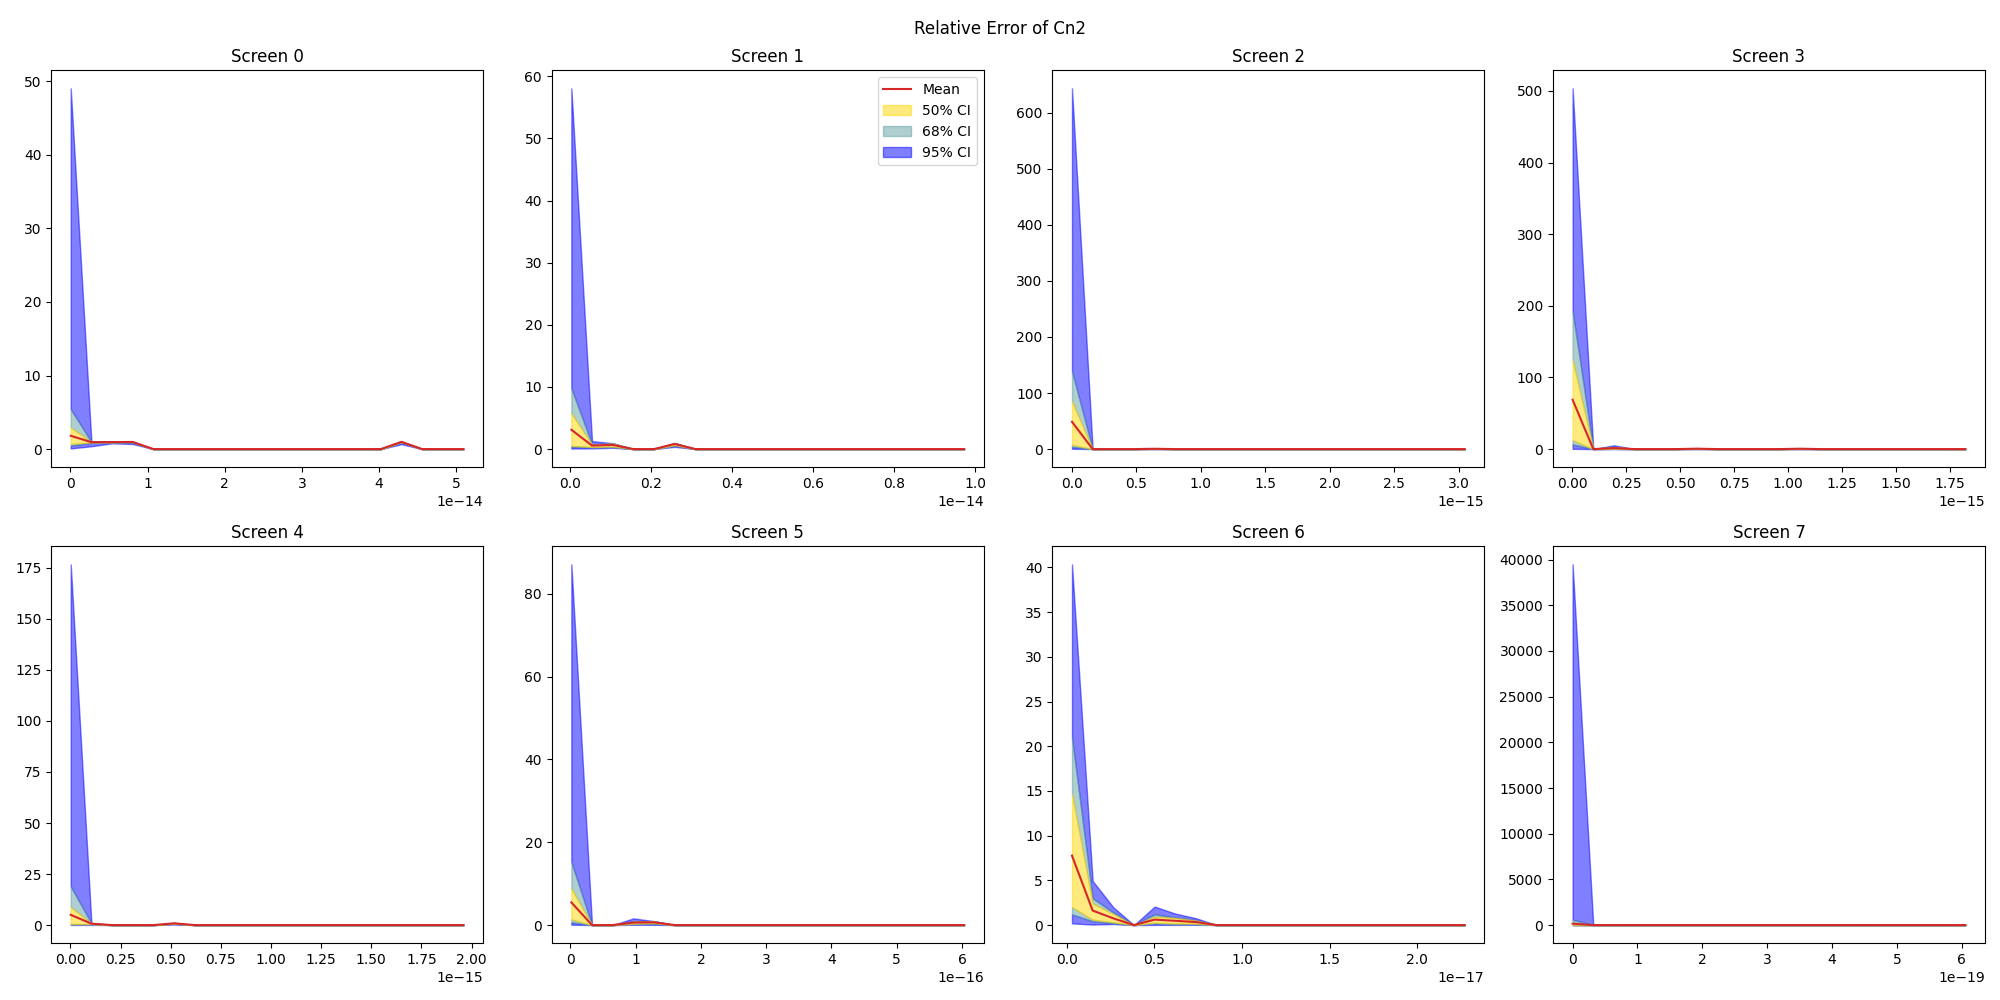 Relative Error of Cn2
Screen 0
50
40
30
20
10
0
0 1 2 3 4 5
1e−14
Screen 1
Mean
50% CI
68% CI
95% CI
60
50
40
30
20
10
0
0.0 0.2 0.4 0.6 0.8 1.0
1e−14
Screen 2
600
500
400
300
200
100
0
0.0 0.5 1.0 1.5 2.0 2.5 3.0
1e−15
Screen 3
500
400
300
200
100
0
0.00 0.25 0.50 0.75 1.00 1.25 1.50 1.75
1e−15
Screen 4
175
150
125
100
75
50
25
0
0.00 0.25 0.50 0.75 1.00 1.25 1.50 1.75 2.00
1e−15
Screen 5
80
60
40
20
0
0 1 2 3 4 5 6
1e−16
Screen 6
40
35
30
25
20
15
10
5
0
0.0 0.5 1.0 1.5 2.0
1e−17
Screen 7
40000
35000
30000
25000
20000
15000
10000
5000
0
0 1 2 3 4 5 6
1e−19